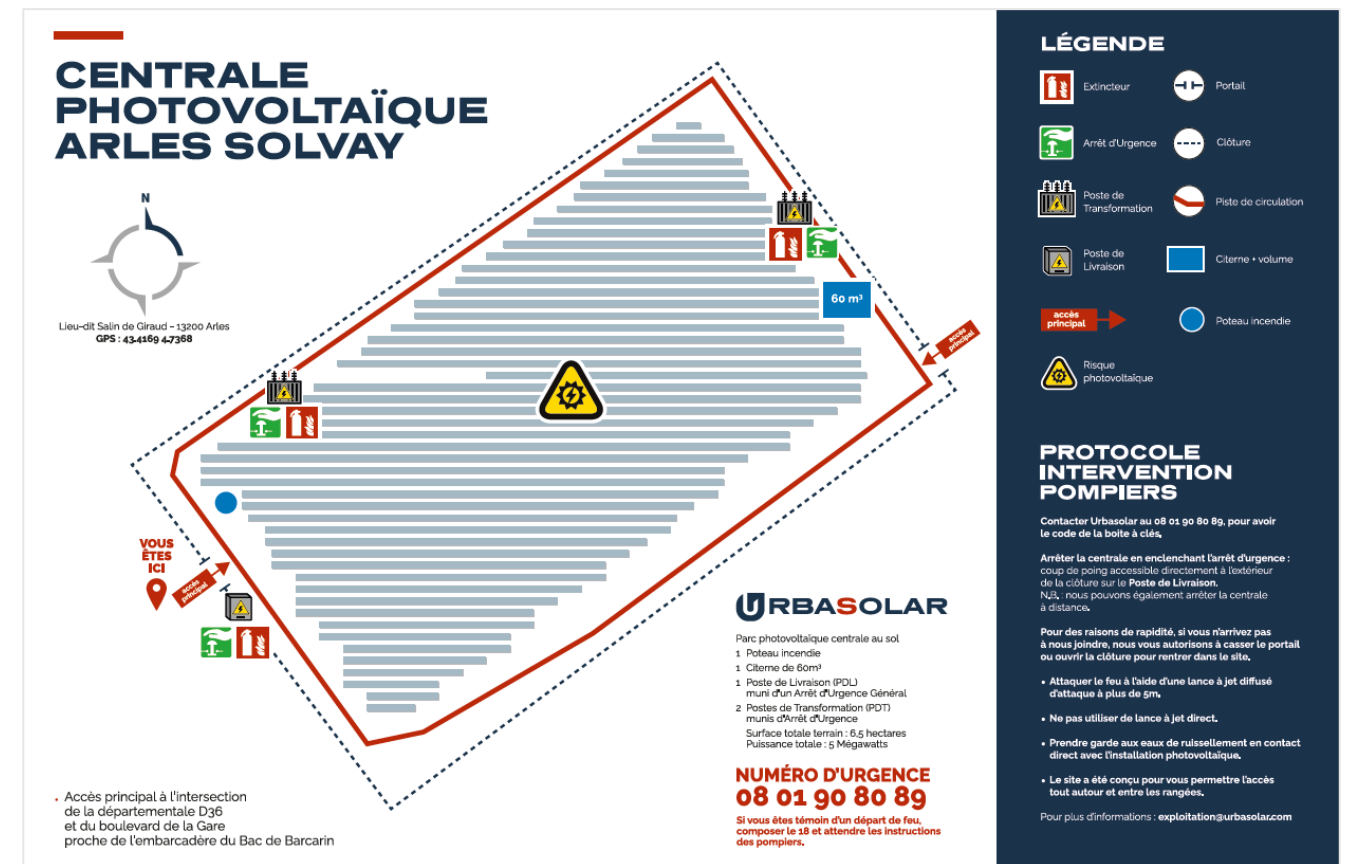 CENTRALE
PHOTOVOLTAÏQUE
ARLES SOLVAY
N
Lieu-dit Salin de Giraud - 13200 Arles
GPS : 43.4169 4.7368
60 m³
accès
principal
VOUS
ÊTES
ICI
accès
principal
URBASOLAR
Parc photovoltaïque centrale au sol
1 Poteau incendie
1 Citerne de 60m³
1 Poste de Livraison (PDL)
muni d'un Arrêt d'Urgence Général
2 Postes de Transformation (PDT)
munis d'Arrêt d'Urgence
Surface totale terrain : 6,5 hectares
Puissance totale : 5 Mégawatts
NUMÉRO D'URGENCE
08 01 90 80 89
Si vous êtes témoin d'un départ de feu,
composer le 18 et attendre les instructions
des pompiers.
. Accès principal à l'intersection
de la départementale D36
et du boulevard de la Gare
proche de l'embarcadère du Bac de Barcarin
LÉGENDE
Extincteur
Portail
Arrêt d'Urgence
Clôture
Poste de
Transformation
Piste de circulation
Poste de
Livraison
Citerne + volume
accès
principal
Poteau incendie
Risque
photovoltaïque
PROTOCOLE
INTERVENTION
POMPIERS
Contacter Urbasolar au 08 01 90 80 89, pour avoir
le code de la boite à clés.
Arrêter la centrale en enclenchant l'arrêt d'urgence :
coup de poing accessible directement à l'extérieur
de la clôture sur le Poste de Livraison.
N.B. : nous pouvons également arrêter la centrale
à distance.
Pour des raisons de rapidité, si vous n'arrivez pas
à nous joindre, nous vous autorisons à casser le portail
ou ouvrir la clôture pour rentrer dans le site.
• Attaquer le feu à l'aide d'une lance à jet diffusé
d'attaque à plus de 5m.
• Ne pas utiliser de lance à jet direct.
• Prendre garde aux eaux de ruissellement en contact
direct avec l'installation photovoltaïque.
• Le site a été conçu pour vous permettre l'accès
tout autour et entre les rangées.
Pour plus d'informations : exploitation@urbasolar.com